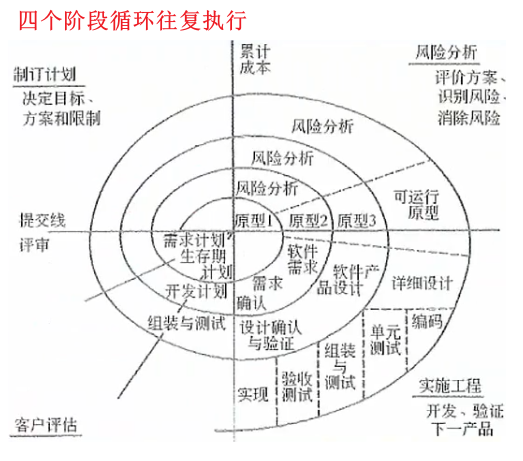 四个阶段循环往复执行
累计
成本
制订计划
决定目标、
方案和限制
风险分析
评价方案、
识别风险、
消除风险
风险分析
风险分析
风险分析
可运行
原型
提交线
评审
原型1
原型2
原型3
需求计划
生存期
计划
开发计划
组装与测试
需求
确认
软件
需求
软件产
品设计
详细设计
设计确认
与验证
实现
验收
测试
组装
与
测试
单元
测试
编码
客户评估
实施工程
开发、验证
下一产品